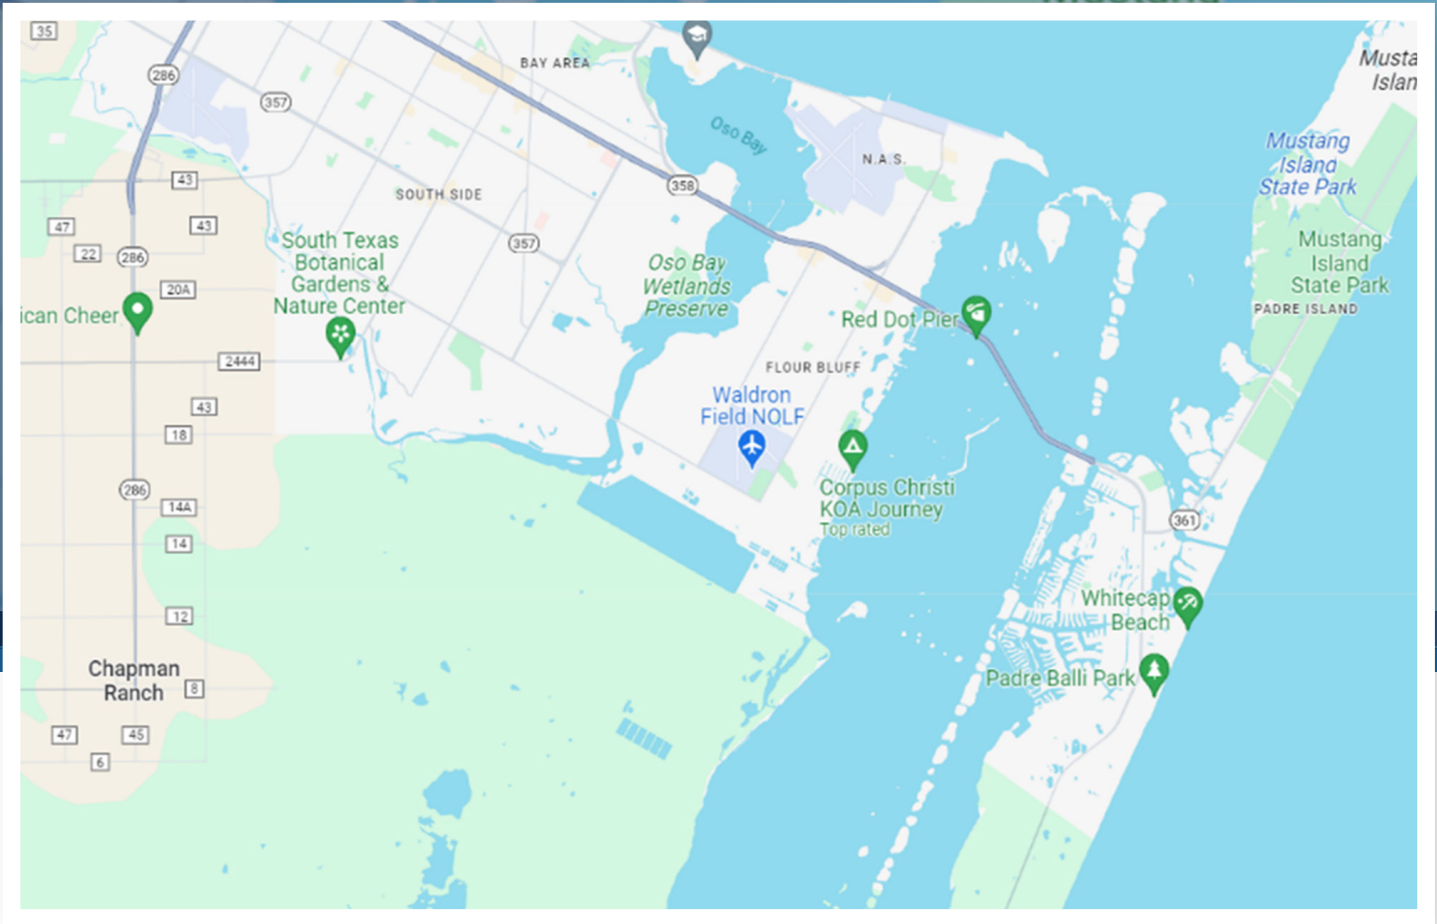 35
286
357
BAY AREA
Oso Bay
N.A.S.
Musta
Islan
Mustang
Island
State Park
43
SOUTH SIDE
358
47
43
22
286
357
South Texas
Botanical
Gardens &
Nature Center
Oso Bay
Wetlands
Preserve
Mustang
Island
State Park
PADRE ISLAND
20A
ican Cheer
Red Dot Pier
2444
FLOUR BLUFF
Waldron
Field NOLF
43
18
286
Corpus Christi
KOA Journey
Top rated
14A
361
14
12
Whitecap
Beach
Chapman
Ranch
8
Padre Balli Park
47
45
6